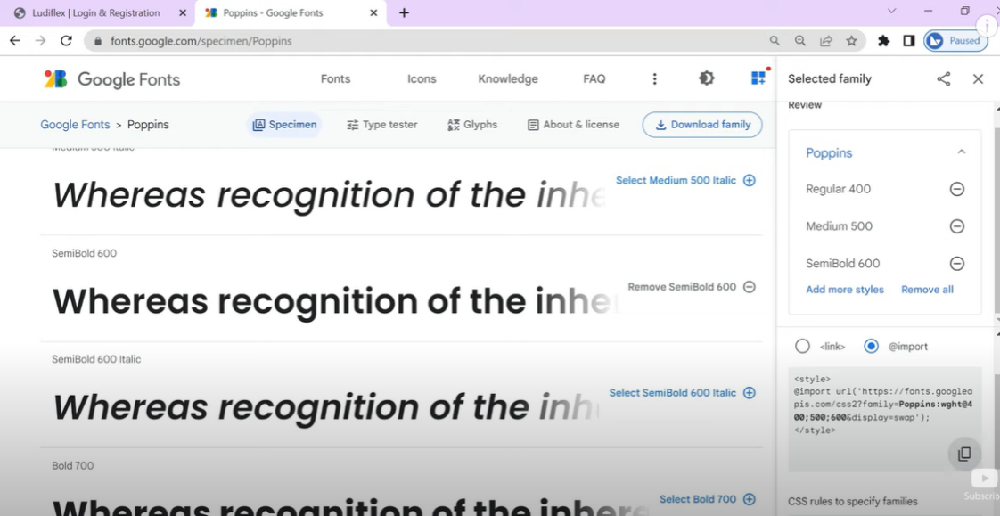 Ludiflex | Login & Registration
Poppins - Google Fonts
fonts.google.com/specimen/Poppins
Paused
Google Fonts
Fonts
Icons
Knowledge
FAQ
Selected family
Google Fonts > Poppins
Specimen
Type tester
Glyphs
About & license
Download family
Review
Medium 500 Italic
Whereas recognition of the inhe
Select Medium 500 Italic
SemiBold 600
Whereas recognition of the inhe
Remove SemiBold 600
SemiBold 600 Italic
Whereas recognition of the inh
Select SemiBold 600 Italic
Bold 700
Whereas recognition of the inhere
Select Bold 700
Poppins
Regular 400
Medium 500
SemiBold 600
Add more styles
Remove all
<link>
@import
<style>
@import url('https://fonts.googlea
pis.com/css2?family=Poppins:wght@4
00;500;600&display=swap');
</style>
Subscrib
CSS rules to specify families